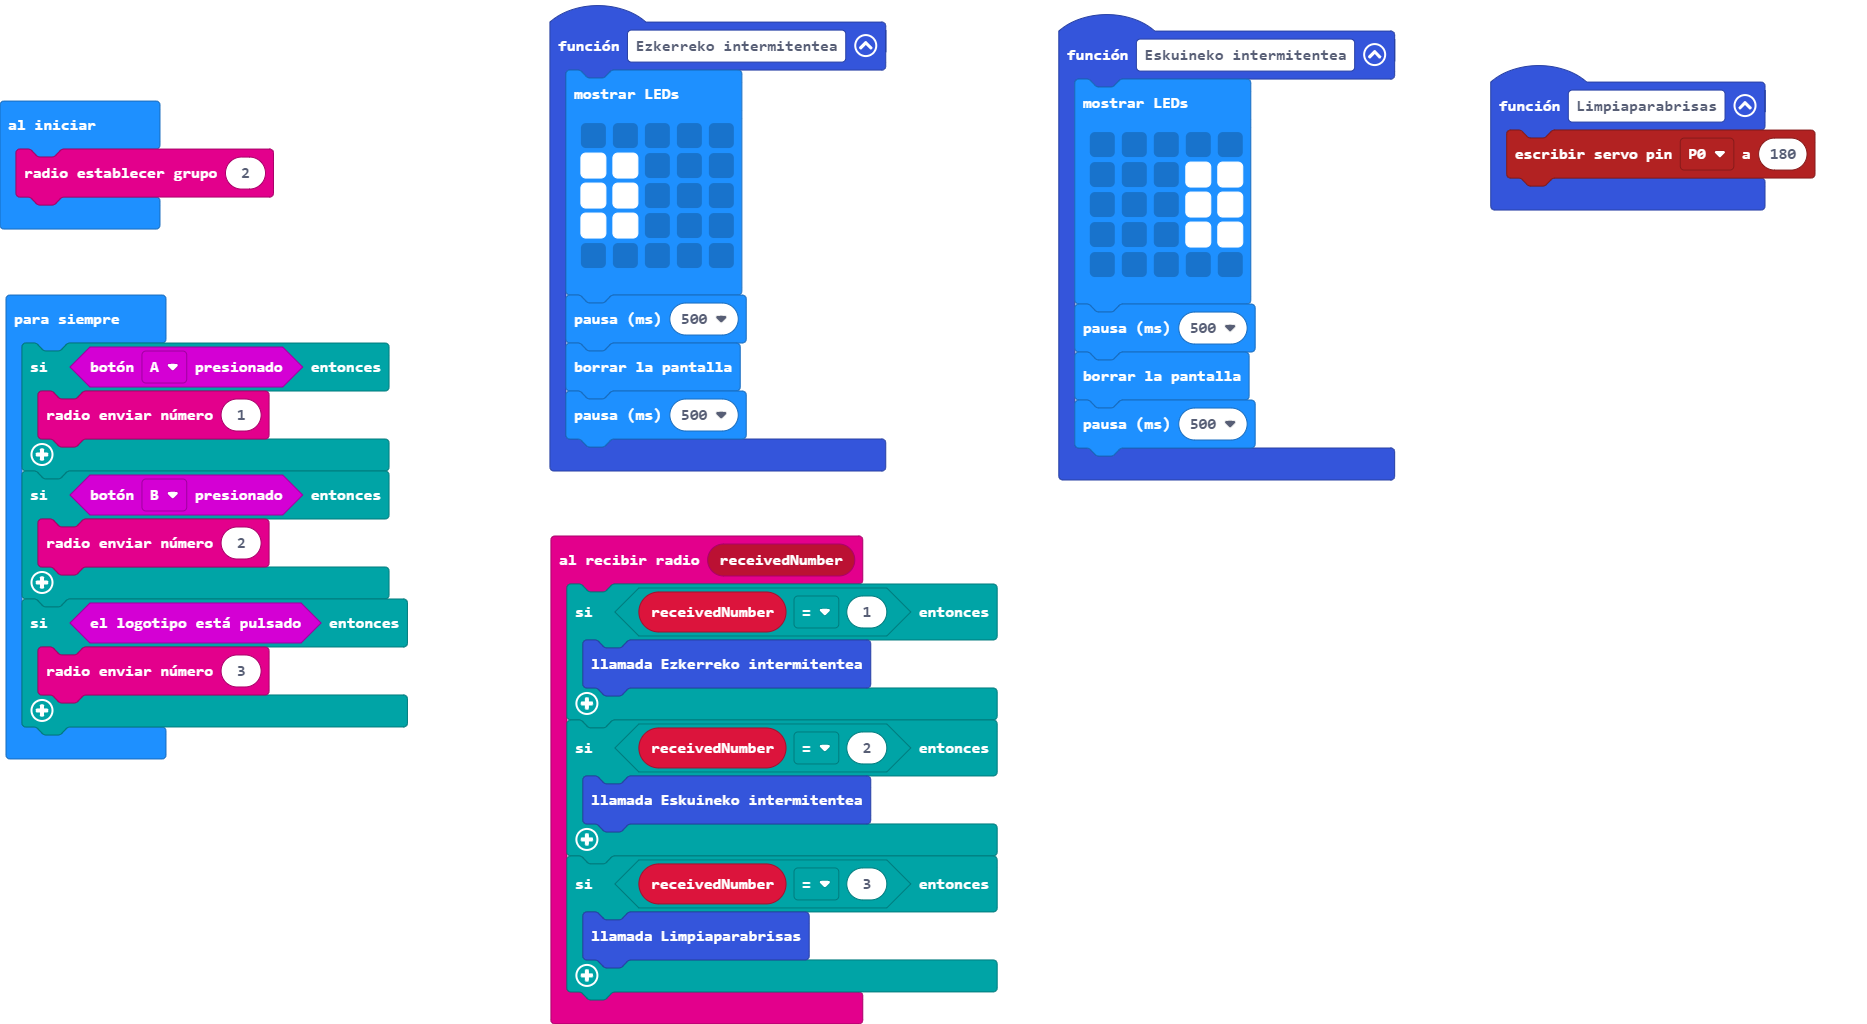 al iniciar
radio establecer grupo 2
para siempre
si botón A presionado entonces
radio enviar número 1
si botón B presionado entonces
radio enviar número 2
si el logotipo está pulsado entonces
radio enviar número 3
función Ezkerreko intermitentea
mostrar LEDs
pausa (ms) 500
borrar la pantalla
pausa (ms) 500
al recibir radio receivedNumber
si receivedNumber = 1 entonces
llamada Ezkerreko intermitentea
si receivedNumber = 2 entonces
llamada Eskuineko intermitentea
si receivedNumber = 3 entonces
llamada Limpiaparabrisas
función Eskuineko intermitentea
mostrar LEDs
pausa (ms) 500
borrar la pantalla
pausa (ms) 500
función Limpiaparabrisas
escribir servo pin P0 a 180